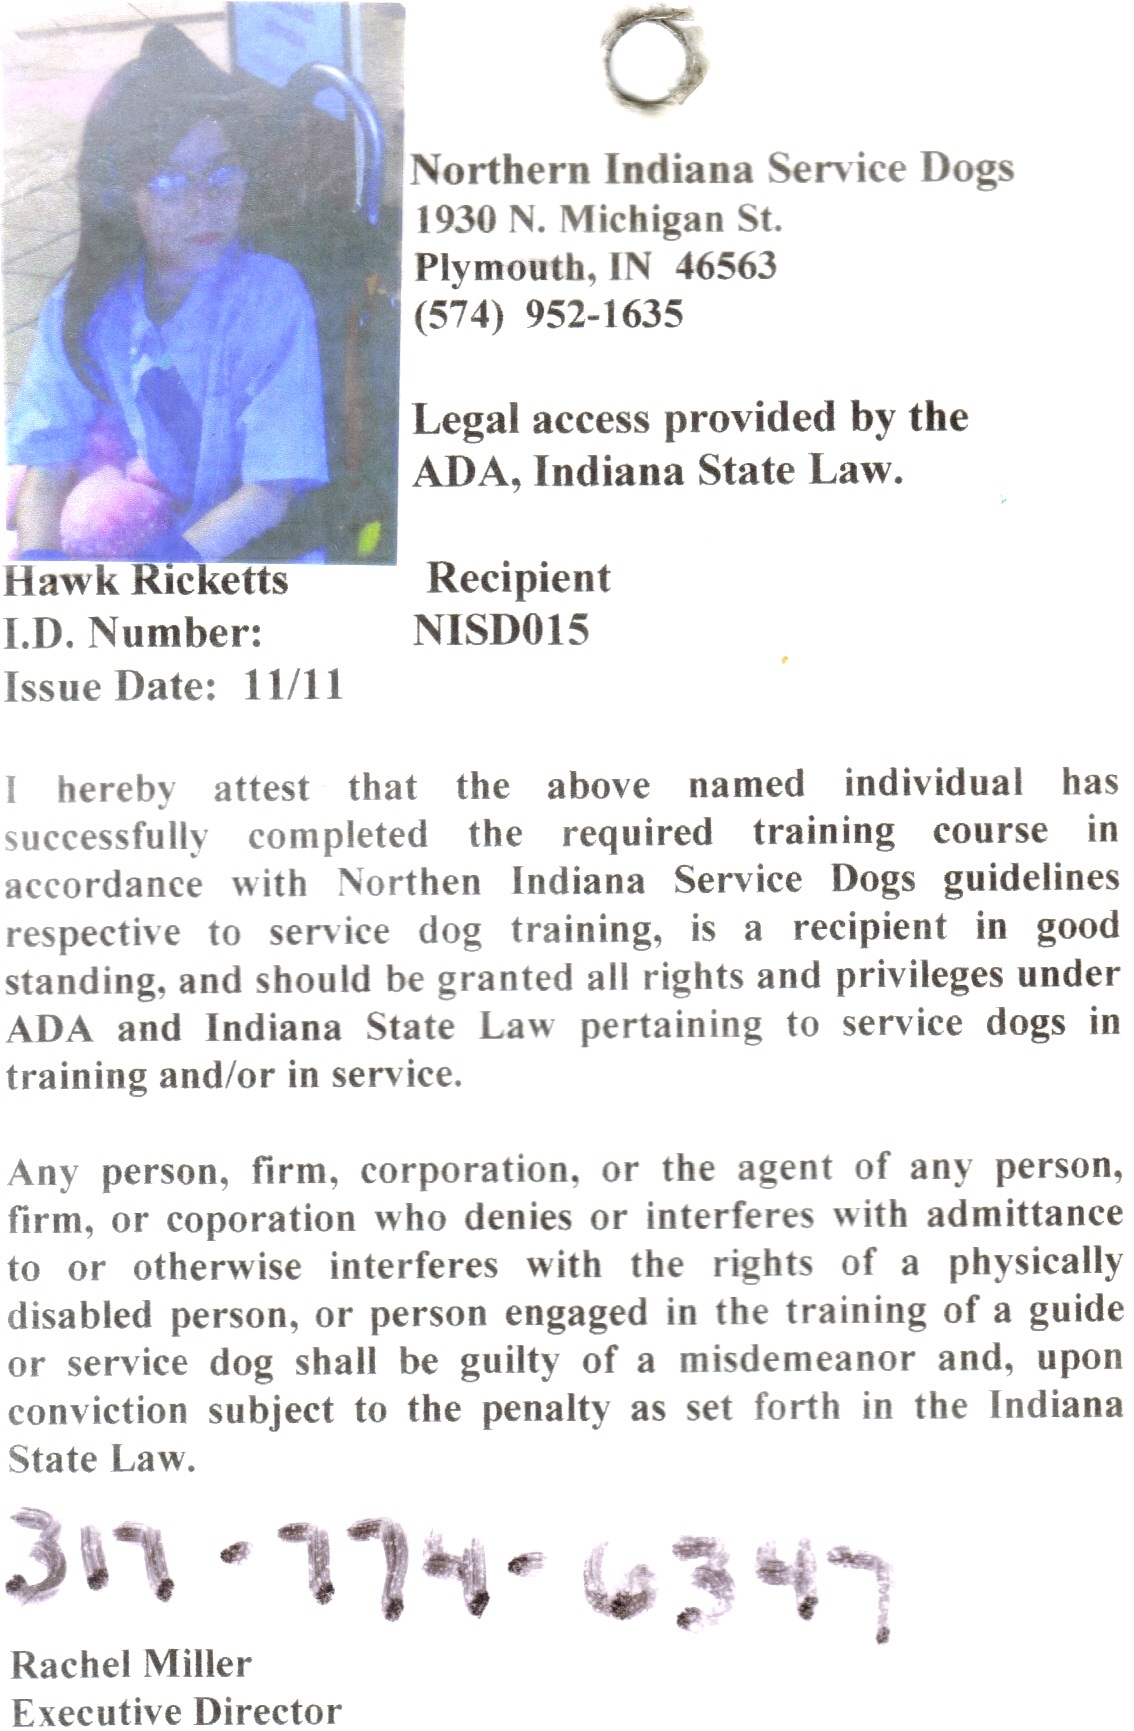 Northern Indiana Service Dogs
1930 N. Michigan St.
Plymouth, IN 46563
(574) 952-1635
Legal access provided by the
ADA, Indiana State Law.
Hawk Ricketts Recipient
I.D. Number: NISD015
Issue Date: 11/11
I hereby attest that the above named individual has
successfully completed the required training course in
accordance with Northen Indiana Service Dogs guidelines
respective to service dog training, is a recipient in good
standing, and should be granted all rights and privileges under
ADA and Indiana State Law pertaining to service dogs in
training and/or in service.
Any person, firm, corporation, or the agent of any person,
firm, or coporation who denies or interferes with admittance
to or otherwise interferes with the rights of a physically
disabled person, or person engaged in the training of a guide
or service dog shall be guilty of a misdemeanor and, upon
conviction subject to the penalty as set forth in the Indiana
State Law.
317-774-6347
Rachel Miller
Executive Director